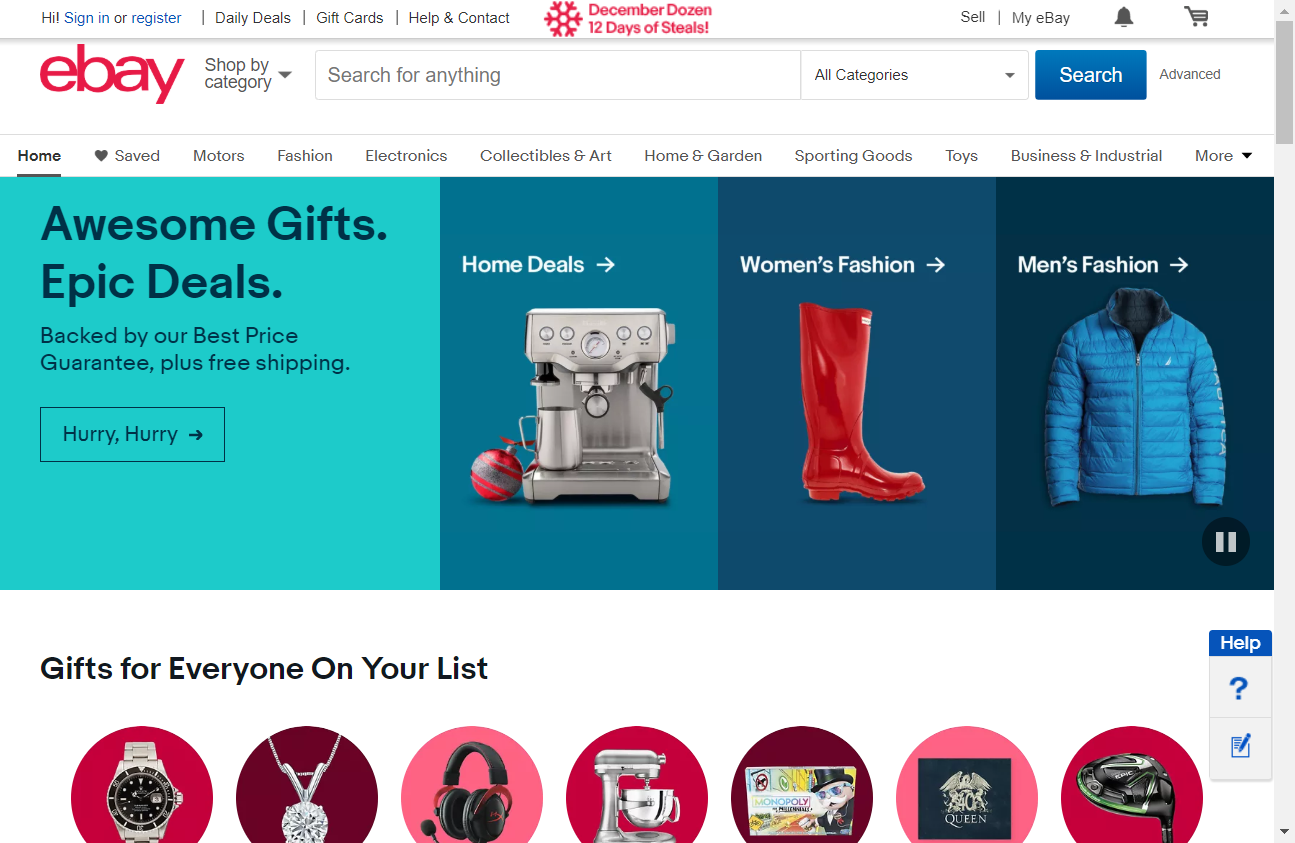 Hi! Sign in or register | Daily Deals | Gift Cards | Help & Contact
December Dozen
12 Days of Steals!
Sell | My eBay
ebay
Shop by
category
Search for anything
All Categories
Search
Advanced
Home
Saved
Motors
Fashion
Electronics
Collectibles & Art
Home & Garden
Sporting Goods
Toys
Business & Industrial
More
Awesome Gifts.
Epic Deals.
Backed by our Best Price
Guarantee, plus free shipping.
Hurry, Hurry
Home Deals
Women's Fashion
Men's Fashion
Help
?
Gifts for Everyone On Your List
MONOPOLY
40
QUEEN
EPIC